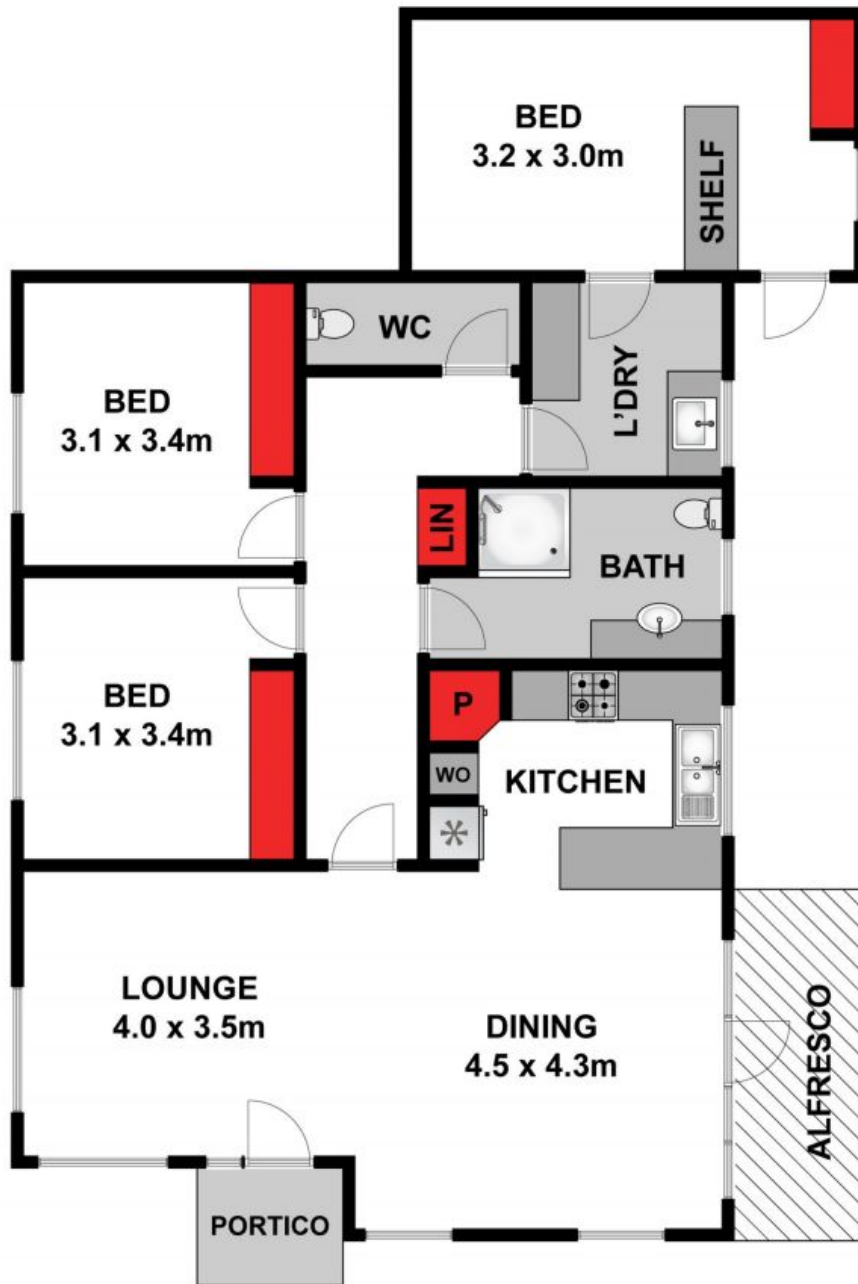 BED
3.2 x 3.0m
SHELF
WC
L'DRY
BED
3.1 x 3.4m
LIN
BATH
BED
3.1 x 3.4m
P
WO
KITCHEN
LOUNGE
4.0 x 3.5m
DINING
4.5 x 4.3m
ALFRESCO
PORTICO